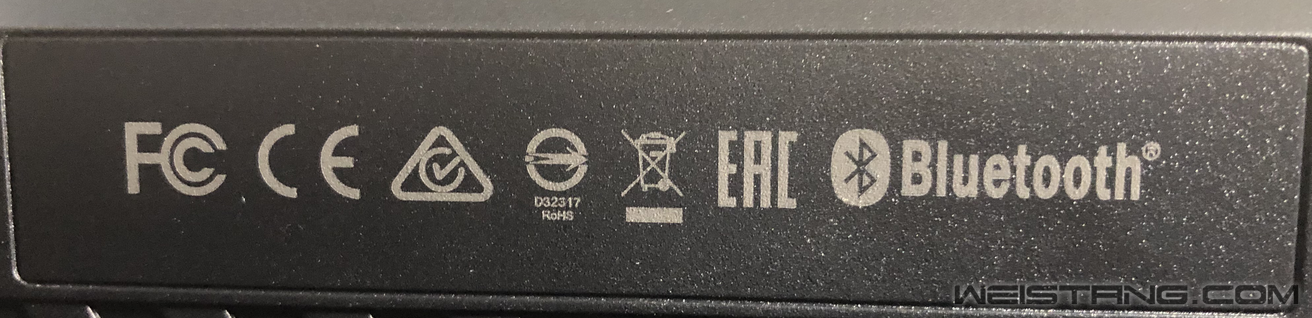 FC CE EAC Bluetooth®
D32317
RoHS
WEISTANG.COM